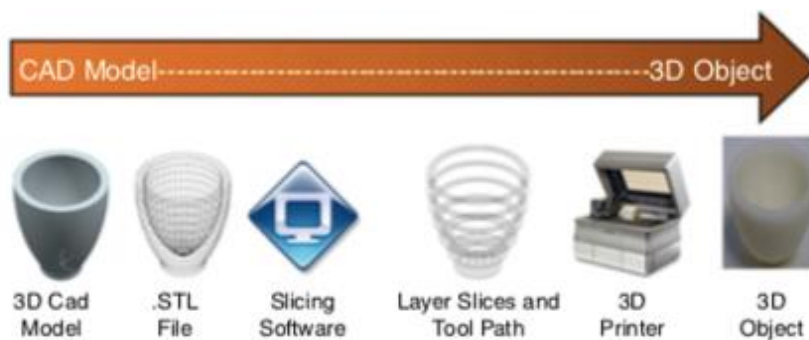 CAD Model-----------------------------------------------------3D Object
3D Cad
Model
.STL
File
Slicing
Software
Layer Slices and
Tool Path
3D
Printer
3D
Object